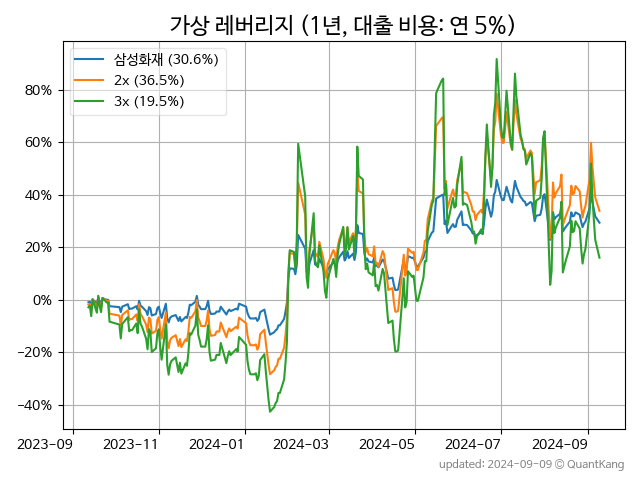 가상 레버리지 (1년, 대출 비용: 연 5%)
삼성화재 (30.6%)
2x (36.5%)
3x (19.5%)
80%
60%
40%
20%
0%
−20%
−40%
2023-09
2023-11
2024-01
2024-03
2024-05
2024-07
2024-09
updated: 2024-09-09 © QuantKang